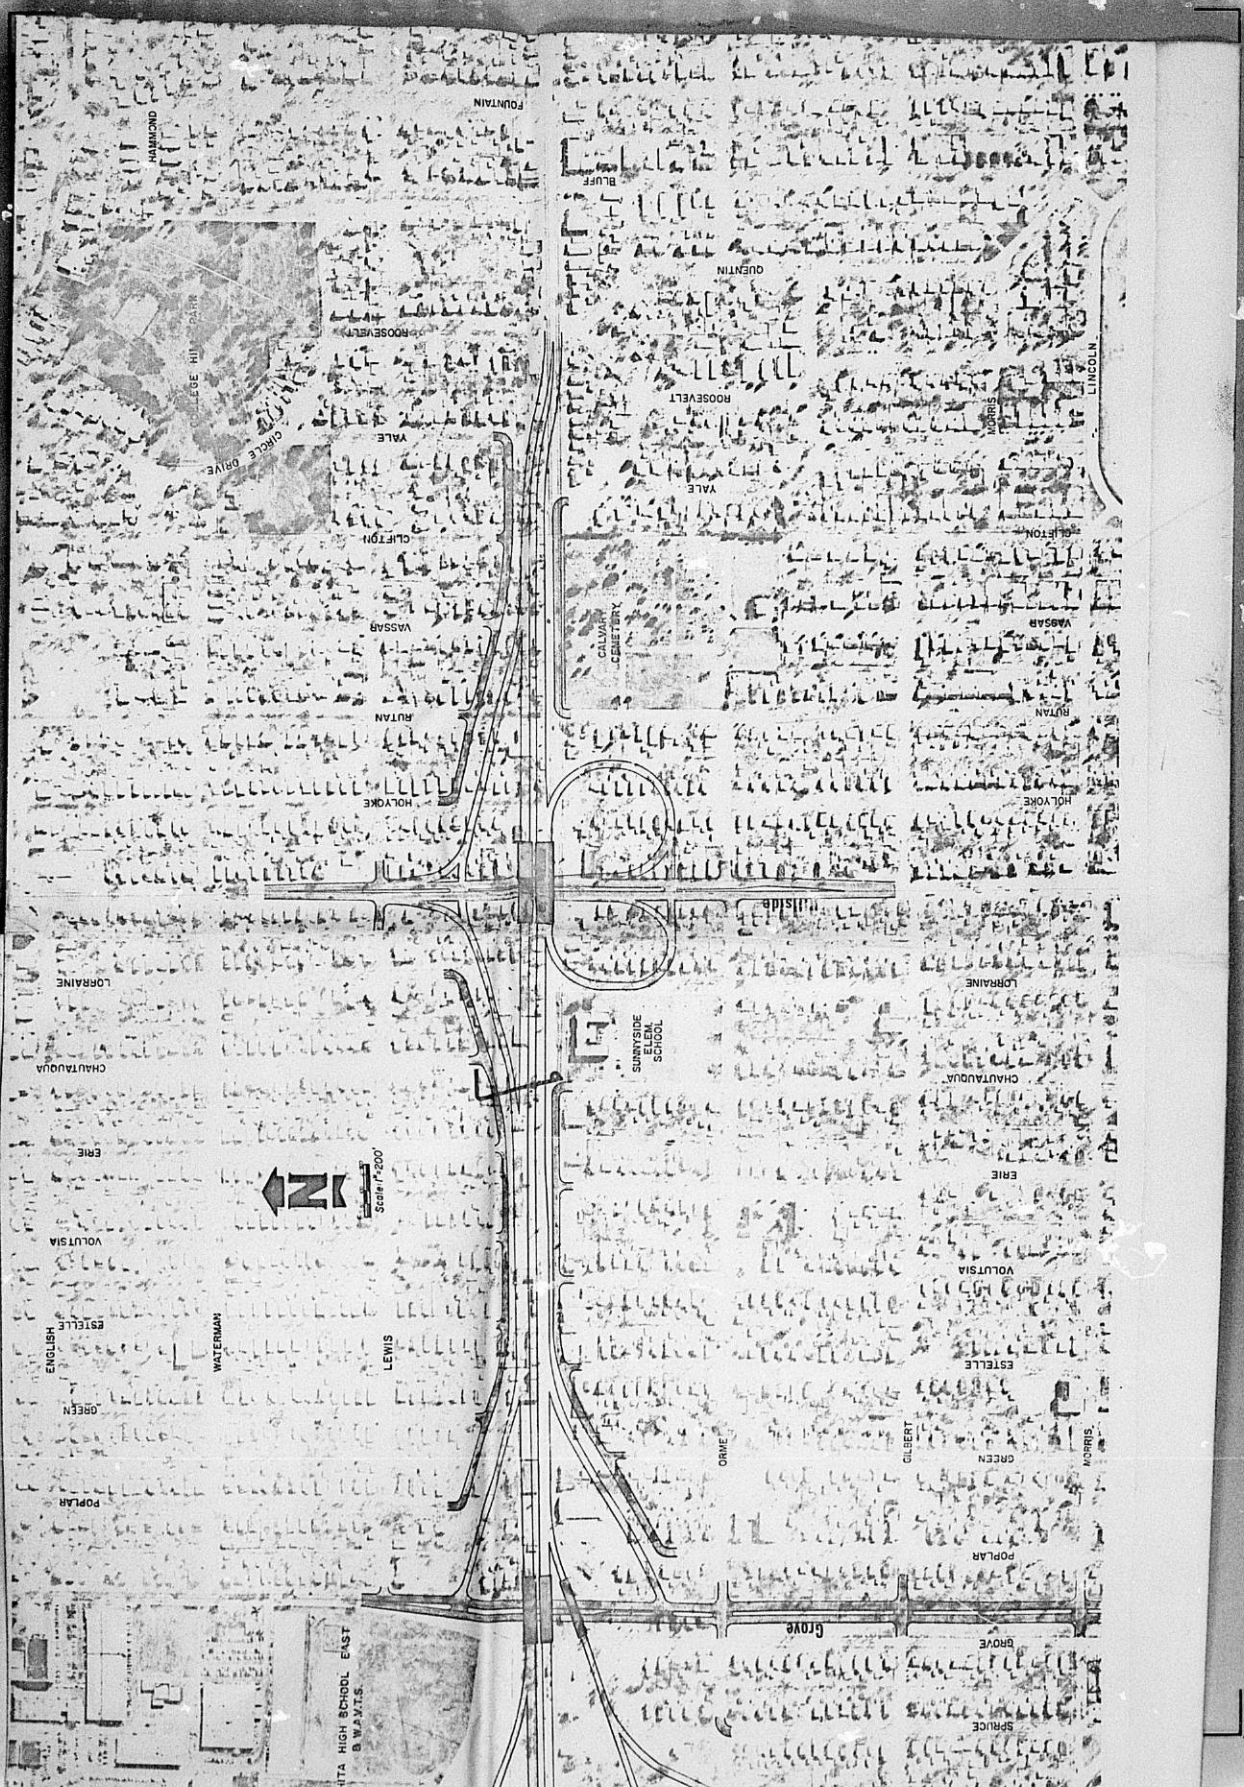 FOUNTAIN
HAMMOND
BLUFF
QUENTIN
ROOSEVELT
LINCOLN
ROOSEVELT
MORRIS
CIRCLE DRIVE
YALE
YALE
CLIFTON
CLIFTON
CALVARY
CEMETERY
VASSAR
VASSAR
RUTAN
RUTAN
HOLYOKE
HOLYOKE
Hillside
LORRAINE
LORRAINE
SUNNYSIDE
ELEM.
SCHOOL
CHAUTAUQUA
CHAUTAUQUA
ERIE
ERIE
N
Scale 1"=200'
VOLUTSIA
VOLUTSIA
ESTELLE
ENGLISH
WATERMAN
LEWIS
ESTELLE
GREEN
ORME
GILBERT
GREEN
MORRIS
POPLAR
POPLAR
Grove
GROVE
ITA HIGH SCHOOL EAST
& W.A.V.T.S.
SPRUCE